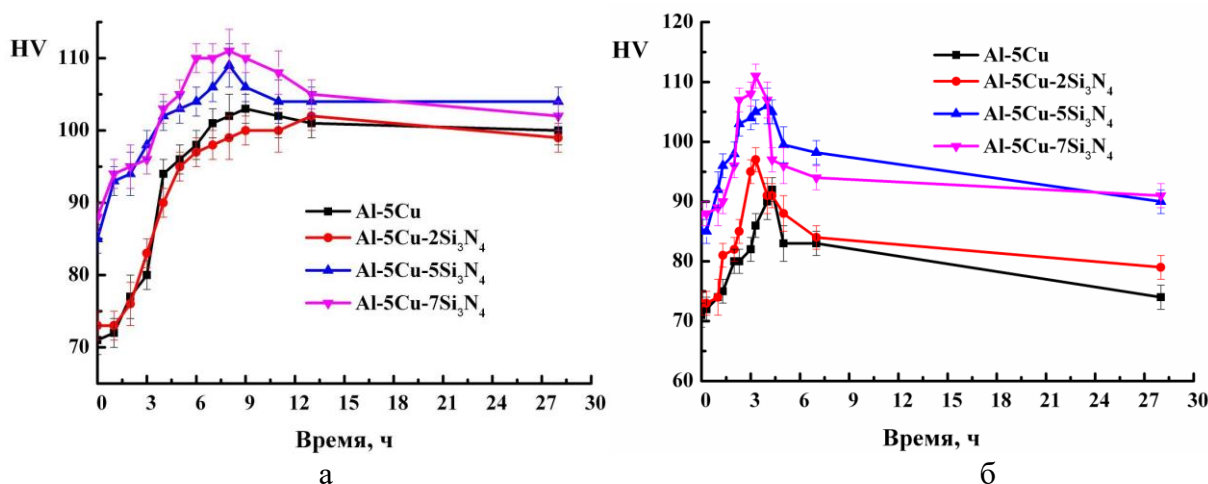 HV
110
100
90
80
70
Al-5Cu
Al-5Cu-2Si₃N₄
Al-5Cu-5Si₃N₄
Al-5Cu-7Si₃N₄
0 3 6 9 12 15 18 21 24 27 30
Время, ч
а
HV
120
110
100
90
80
70
60
Al-5Cu
Al-5Cu-2Si₃N₄
Al-5Cu-5Si₃N₄
Al-5Cu-7Si₃N₄
0 3 6 9 12 15 18 21 24 27 30
Время, ч
б